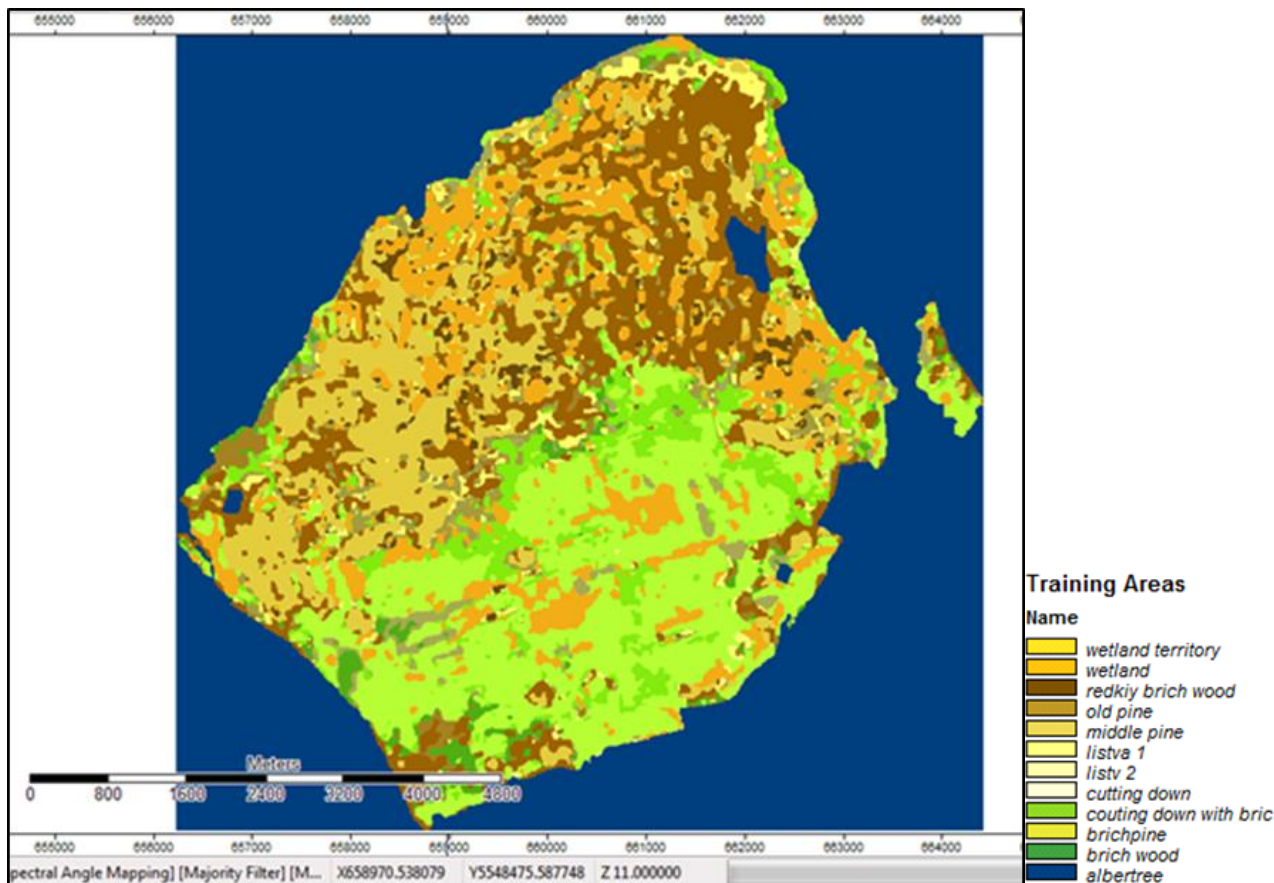 655000 656000 657000 658000 659000 660000 661000 662000 663000 664000
Meters
0 800 1600 2400 3200 4000 4800
655000 656000 657000 658000 659000 660000 661000 662000 663000 664000
pectral Angle Mapping] [Majority Filter] [M... X658970.538079 Y5548475.587748 Z 11.000000
Training Areas
Name
wetland territory
wetland
redkiy brich wood
old pine
middle pine
listva 1
listv 2
cutting down
couting down with bric
brichpine
brich wood
albertree